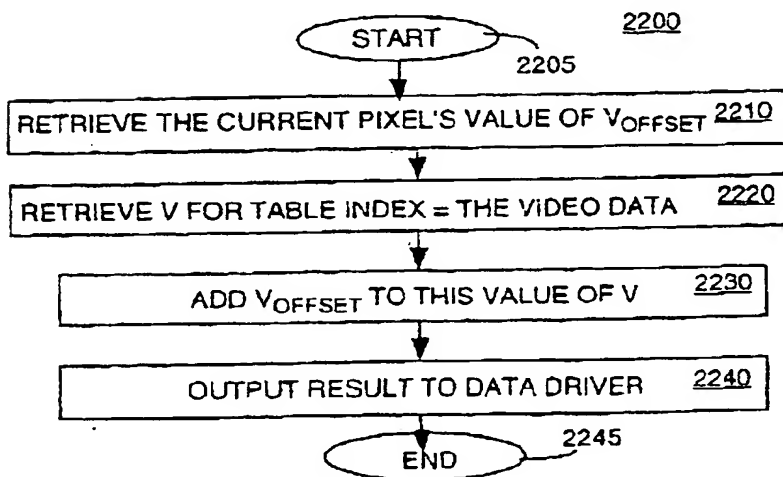 START
2200
2205
RETRIEVE THE CURRENT PIXEL'S VALUE OF VOFFSET 2210
RETRIEVE V FOR TABLE INDEX = THE VIDEO DATA 2220
ADD VOFFSET TO THIS VALUE OF V 2230
OUTPUT RESULT TO DATA DRIVER 2240
END
2245